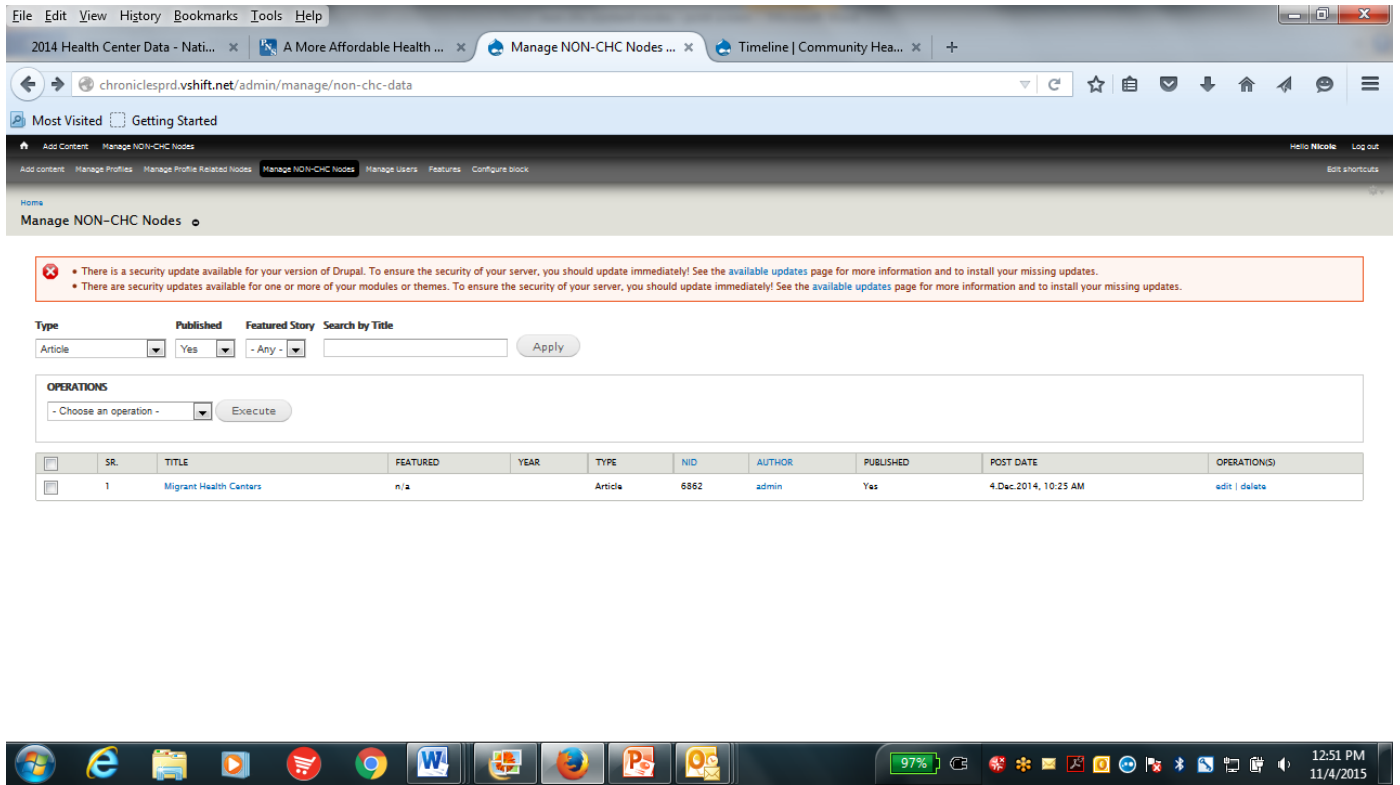 File Edit View History Bookmarks Tools Help
2014 Health Center Data - Nati... × A More Affordable Health ... × Manage NON-CHC Nodes ... × Timeline | Community Hea... × +
chroniclesprd.vshift.net/admin/manage/non-chc-data
Most Visited Getting Started
Add Content Manage NON-CHC Nodes Hello Nicole Log out
Add content Manage Profiles Manage Profile Related Nodes Manage NON-CHC Nodes Manage Users Features Configure block Edit shortcuts
Home
Manage NON-CHC Nodes
• There is a security update available for your version of Drupal. To ensure the security of your server, you should update immediately! See the available updates page for more information and to install your missing updates.
• There are security updates available for one or more of your modules or themes. To ensure the security of your server, you should update immediately! See the available updates page for more information and to install your missing updates.
Type Published Featured Story Search by Title
Article Yes - Any - Apply
OPERATIONS
- Choose an operation - Execute
SR. TITLE FEATURED YEAR TYPE NID AUTHOR PUBLISHED POST DATE OPERATION(S)
1 Migrant Health Centers n/a Article 6862 admin Yes 4.Dec.2014, 10:25 AM edit | delete
97% 12:51 PM
11/4/2015